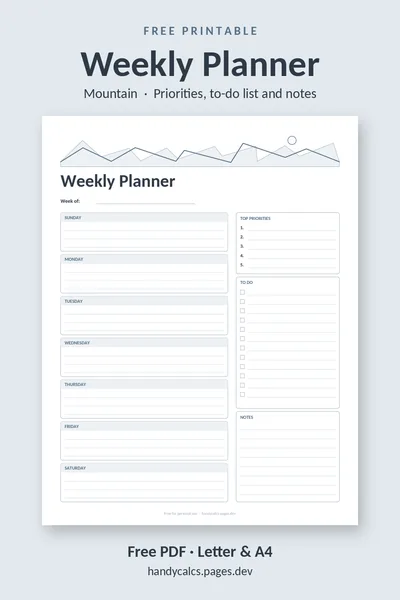 FREE PRINTABLE
Weekly Planner
Mountain · Priorities, to-do list and notes
Weekly Planner
Week of:
SUNDAY
MONDAY
TUESDAY
WEDNESDAY
THURSDAY
FRIDAY
SATURDAY
TOP PRIORITIES
1.
2.
3.
4.
5.
TO DO
NOTES
Free PDF · Letter & A4
handycalcs.pages.dev